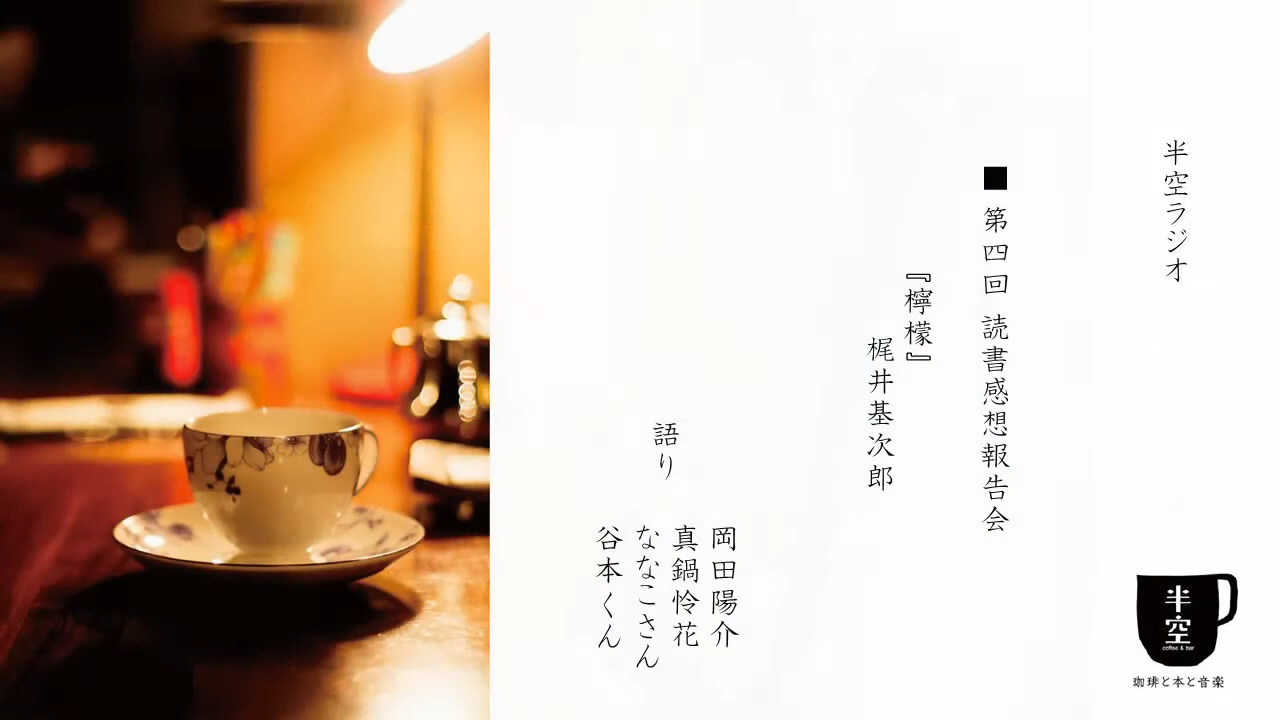 半空ラジオ
■ 第四回 読書感想報告会
『檸檬』
梶井基次郎
語り
岡田陽介
真鍋怜花
ななこさん
谷本くん
半空
coffee & bar
珈琲と本と音楽